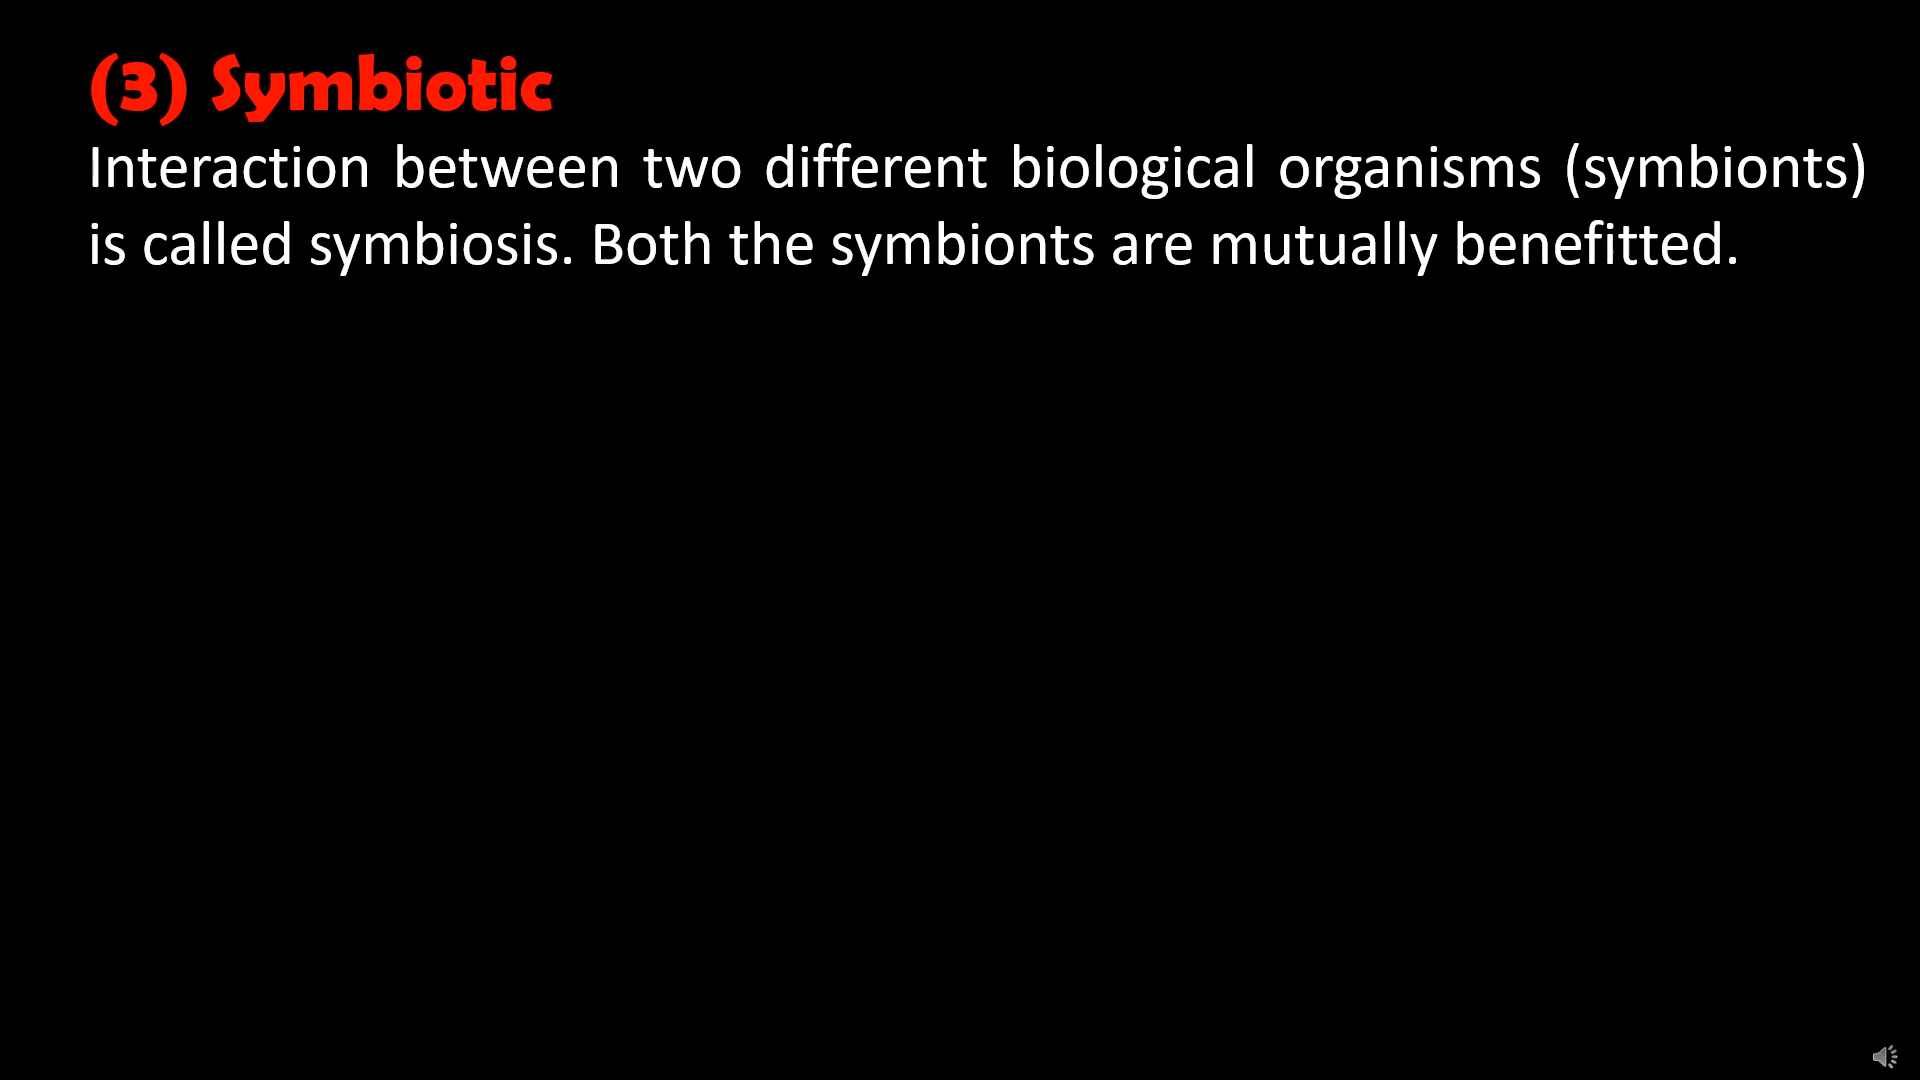 (3) Symbiotic
Interaction between two different biological organisms (symbionts)
is called symbiosis. Both the symbionts are mutually benefitted.